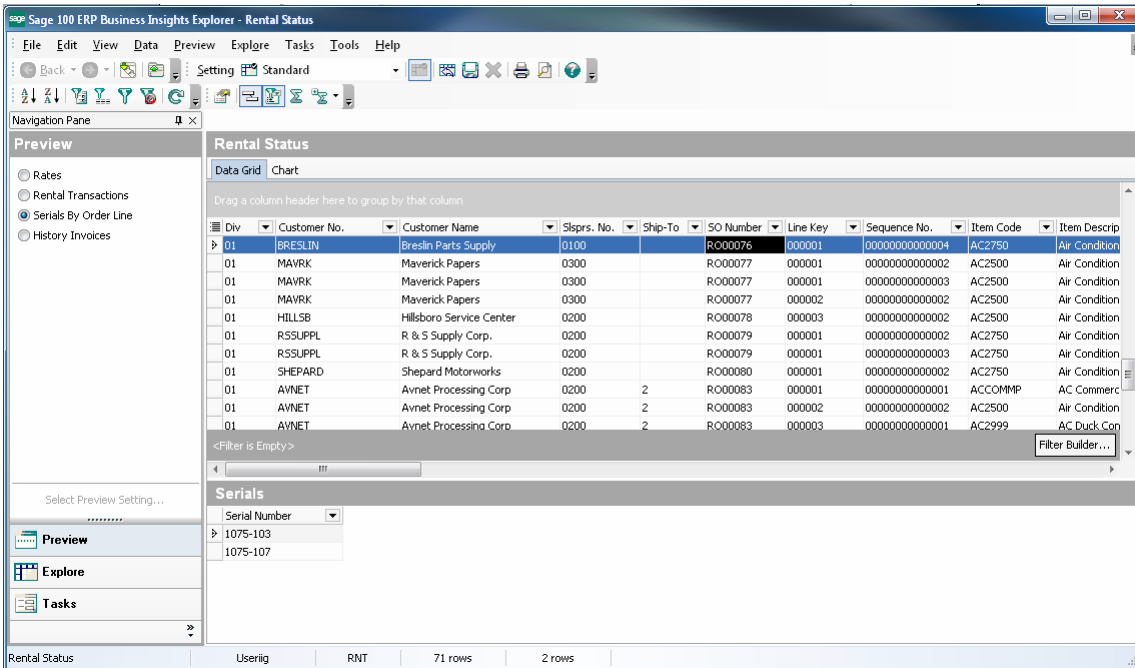 sage Sage 100 ERP Business Insights Explorer - Rental Status
File Edit View Data Preview Explore Tasks Tools Help
Back Setting Standard
Navigation Pane
Preview
Rates
Rental Transactions
Serials By Order Line
History Invoices
Select Preview Setting...
Preview
Explore
Tasks
Rental Status
Data Grid Chart
Drag a column header here to group by that column
Div Customer No. Customer Name Slsprs. No. Ship-To SO Number Line Key Sequence No. Item Code Item Descrip
01 BRESLIN Breslin Parts Supply 0100 RO00076 000001 00000000000004 AC2750 Air Condition
01 MAVRK Maverick Papers 0300 RO00077 000001 00000000000002 AC2500 Air Condition
01 MAVRK Maverick Papers 0300 RO00077 000001 00000000000003 AC2500 Air Condition
01 MAVRK Maverick Papers 0300 RO00077 000002 00000000000002 AC2500 Air Condition
01 HILLSB Hillsboro Service Center 0200 RO00078 000003 00000000000002 AC2500 Air Condition
01 RSSUPPL R & S Supply Corp. 0200 RO00079 000001 00000000000002 AC2750 Air Condition
01 RSSUPPL R & S Supply Corp. 0200 RO00079 000001 00000000000003 AC2750 Air Condition
01 SHEPARD Shepard Motorworks 0200 RO00080 000001 00000000000002 AC2750 Air Condition
01 AVNET Avnet Processing Corp 0200 2 RO00083 000001 00000000000001 ACCOMMP AC Commerc
01 AVNET Avnet Processing Corp 0200 2 RO00083 000002 00000000000002 AC2500 Air Condition
01 AVNET Avnet Processing Corp 0200 2 RO00083 000003 00000000000001 AC2999 AC Duck Con
<Filter is Empty> Filter Builder...
Serials
Serial Number
1075-103
1075-107
Rental Status Useriig RNT 71 rows 2 rows